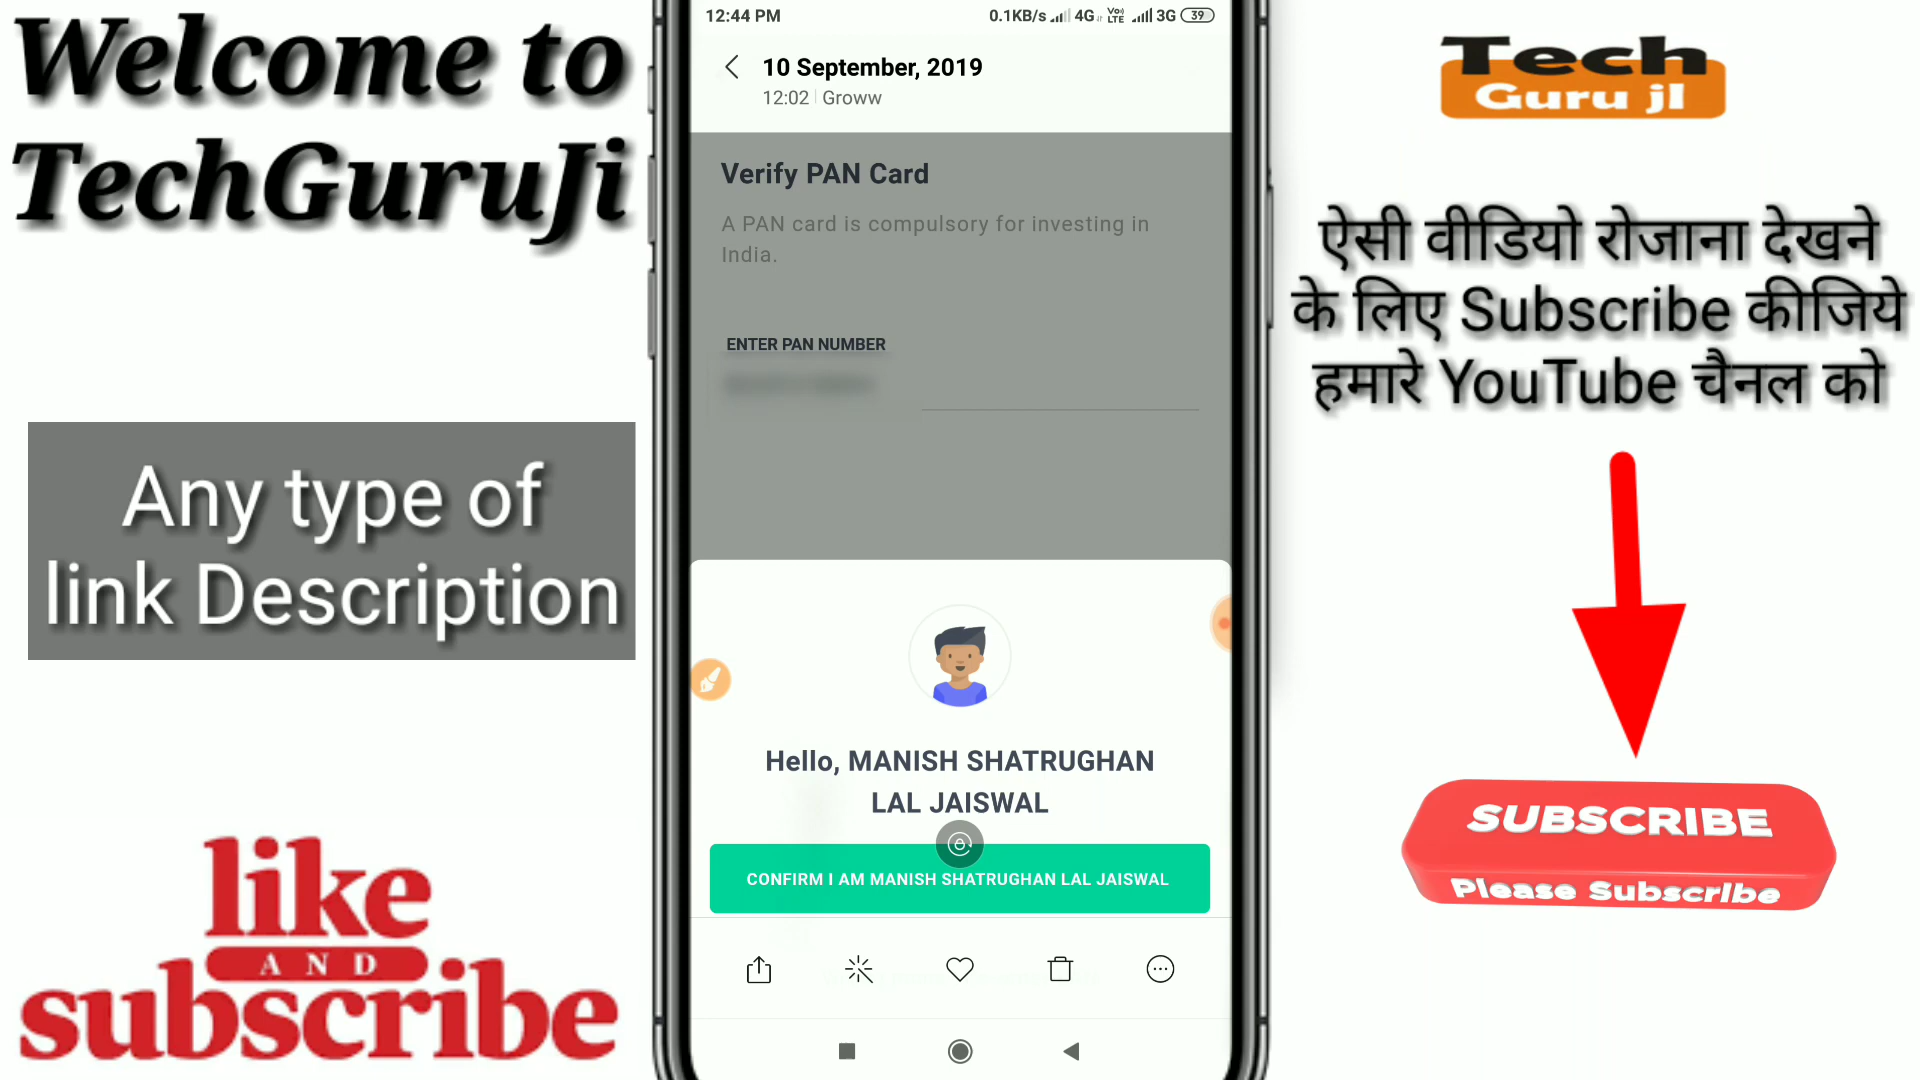 Welcome to
TechGuruJi
Any type of
link Description
like
AND
subscribe
12:44 PM
0.1KB/s 4G Vo) LTE 3G 39
10 September, 2019
12:02 | Groww
Verify PAN Card
A PAN card is compulsory for investing in
India.
ENTER PAN NUMBER
Hello, MANISH SHATRUGHAN
LAL JAISWAL
CONFIRM I AM MANISH SHATRUGHAN LAL JAISWAL
Tech
Guru jI
ऐसी वीडियो रोजाना देखने
के लिए Subscribe कीजिये
हमारे YouTube चैनल को
SUBSCRIBE
Please Subscribe